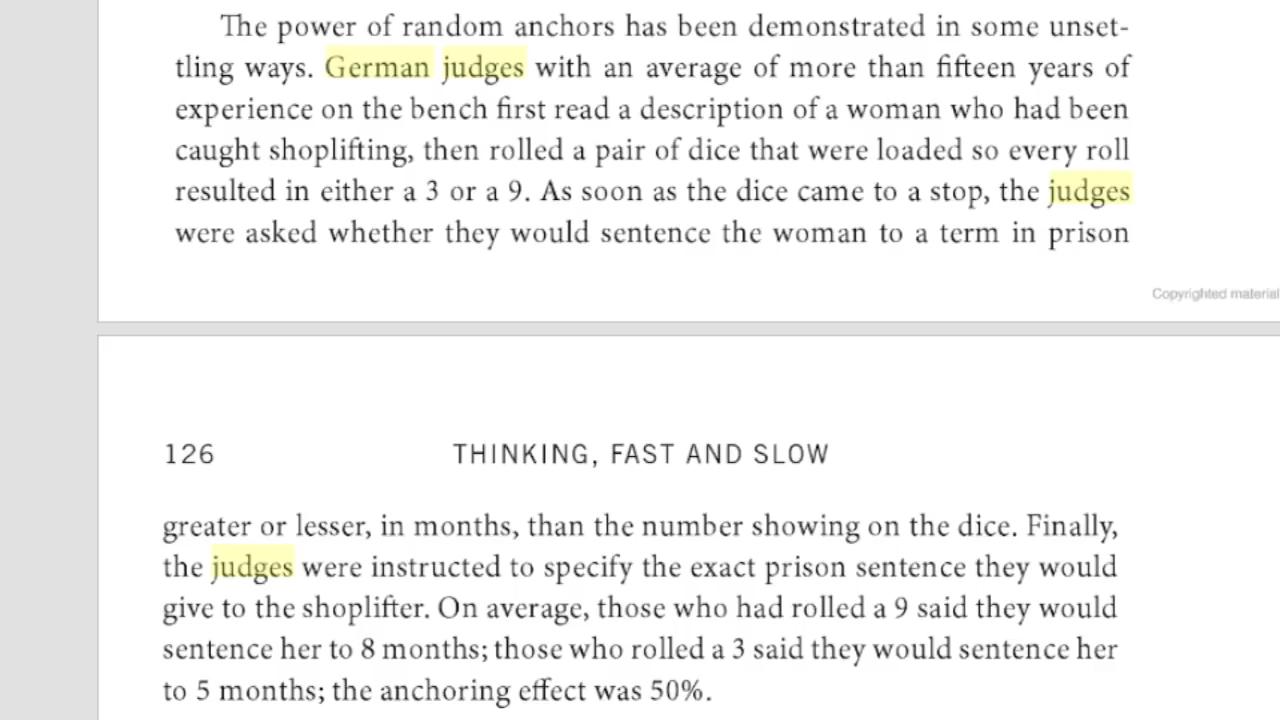 The power of random anchors has been demonstrated in some unset-
tling ways. German judges with an average of more than fifteen years of
experience on the bench first read a description of a woman who had been
caught shoplifting, then rolled a pair of dice that were loaded so every roll
resulted in either a 3 or a 9. As soon as the dice came to a stop, the judges
were asked whether they would sentence the woman to a term in prison
Copyrighted material
126 THINKING, FAST AND SLOW
greater or lesser, in months, than the number showing on the dice. Finally,
the judges were instructed to specify the exact prison sentence they would
give to the shoplifter. On average, those who had rolled a 9 said they would
sentence her to 8 months; those who rolled a 3 said they would sentence her
to 5 months; the anchoring effect was 50%.